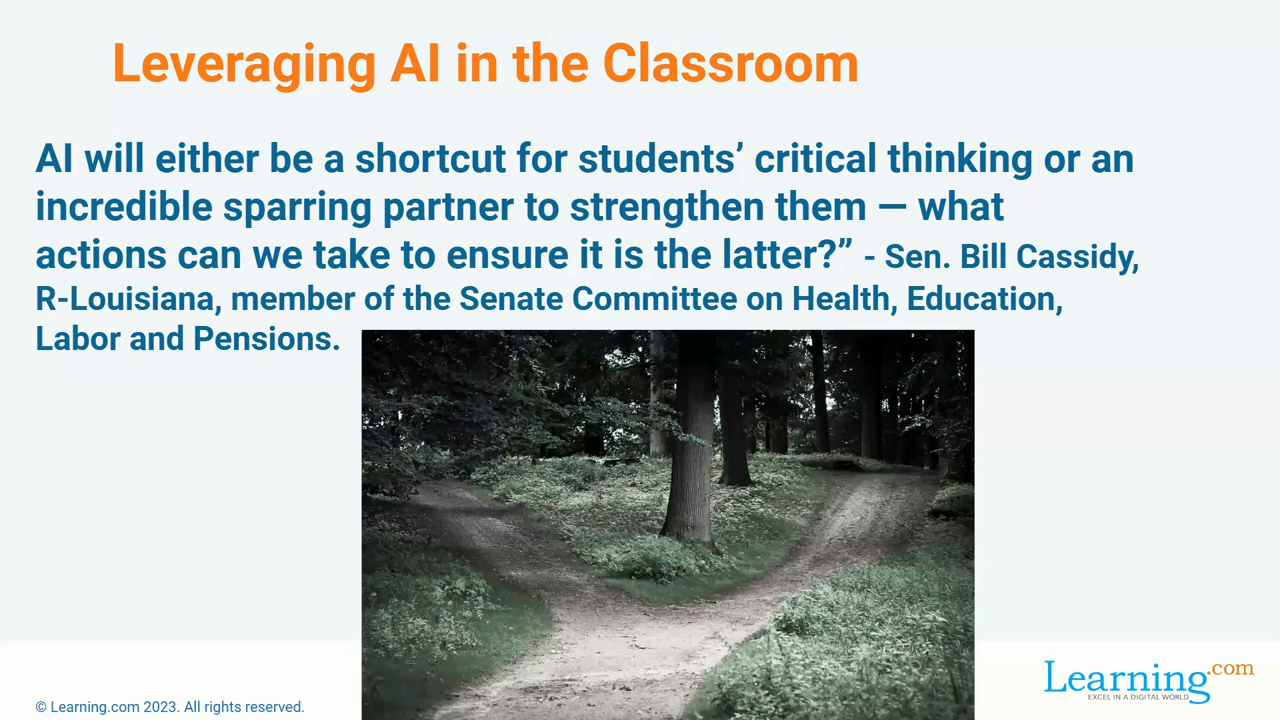 Leveraging AI in the Classroom
AI will either be a shortcut for students’ critical thinking or an
incredible sparring partner to strengthen them — what
actions can we take to ensure it is the latter?” - Sen. Bill Cassidy,
R-Louisiana, member of the Senate Committee on Health, Education,
Labor and Pensions.
Learning.com
EXCEL IN A DIGITAL WORLD
© Learning.com 2023. All rights reserved.